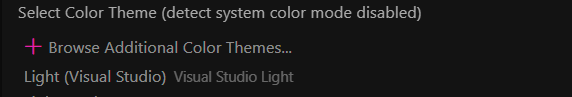 Select Color Theme (detect system color mode disabled)
Browse Additional Color Themes...
Light (Visual Studio) Visual Studio Light